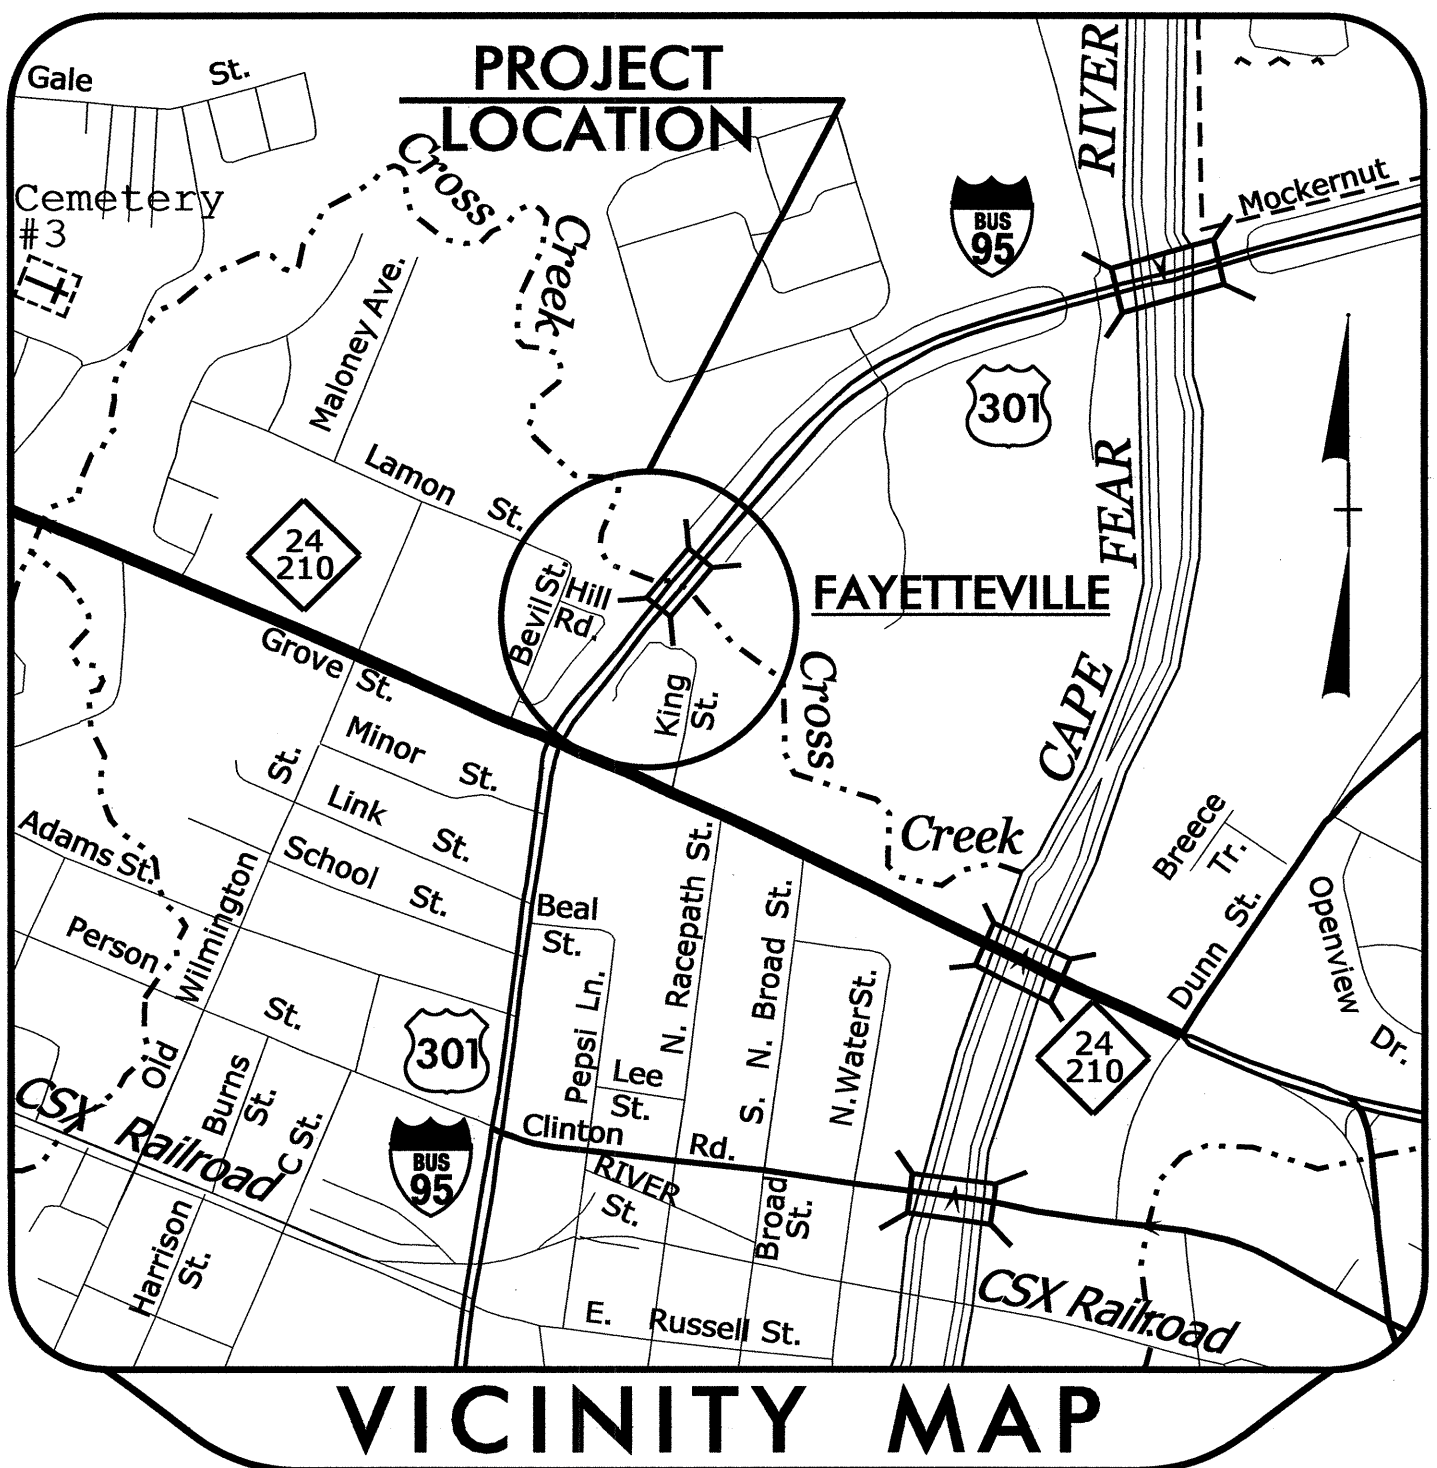 PROJECT
LOCATION
RIVER
Gale St.
Cross
Creek
Cemetery
#3
BUS
95
Mockernut
Maloney Ave.
301
Lamon St.
FEAR
24
210
Bevil St.
Hill
Rd.
FAYETTEVILLE
Grove St.
King
St.
Cross
CAPE
Minor St.
St.
Link St.
Creek
Breece
Tr.
Adams St.
School St.
Wilmington
N. Racepath St.
S. N. Broad St.
Beal
St.
Dunn St.
Openview
Dr.
Person
St.
Pepsi Ln.
N. Water St.
Old
301
24
210
Burns
St.
C St.
Lee
St.
CSX Railroad
Clinton Rd.
BUS
95
RIVER
St.
Broad
St.
Harrison
St.
CSX Railroad
E. Russell St.
VICINITY MAP